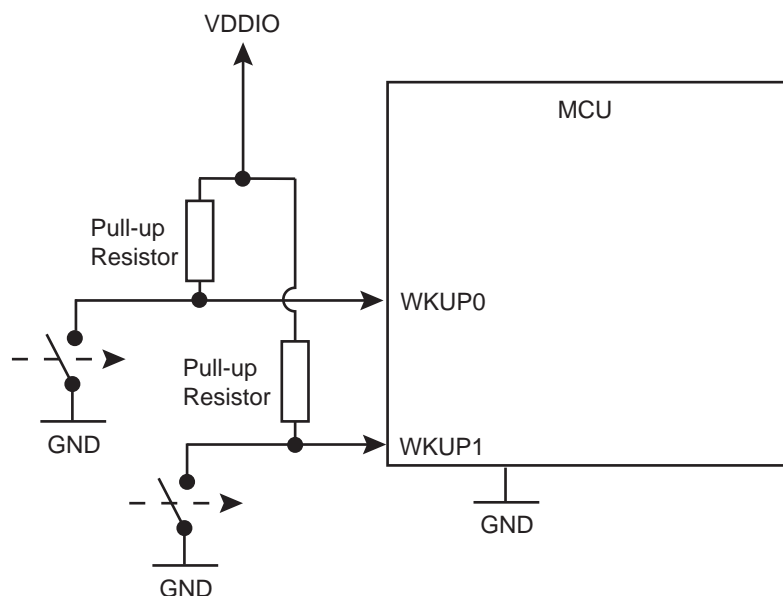 VDDIO
MCU
Pull-up
Resistor
WKUP0
Pull-up
Resistor
GND
WKUP1
GND
GND